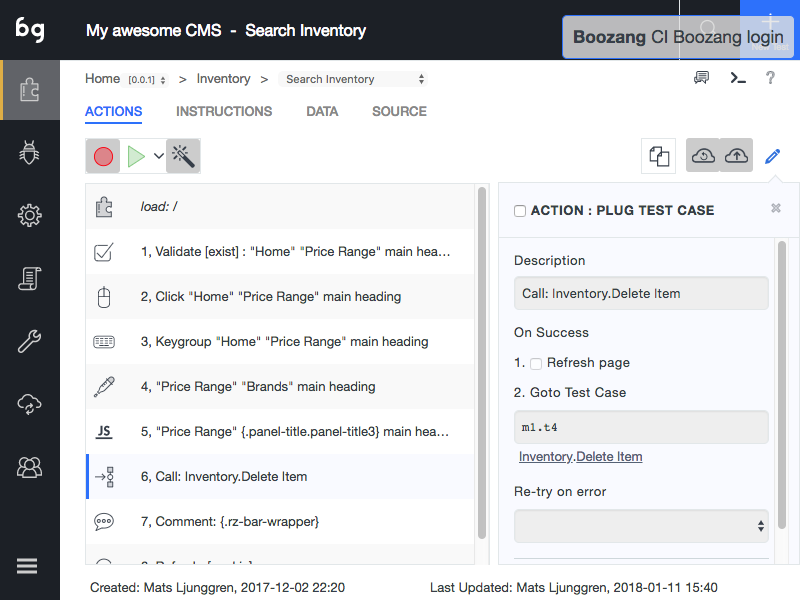 bg
My awesome CMS - Search Inventory
Boozang CI Boozang login
Home [0.0.1] > Inventory > Search Inventory
?
ACTIONS INSTRUCTIONS DATA SOURCE
load: /
1, Validate [exist] : "Home" "Price Range" main hea...
2, Click "Home" "Price Range" main heading
3, Keygroup "Home" "Price Range" main heading
4, "Price Range" "Brands" main heading
JS 5, "Price Range" {.panel-title.panel-title3} main hea...
6, Call: Inventory.Delete Item
7, Comment: {.rz-bar-wrapper}
ACTION : PLUG TEST CASE
Description
Call: Inventory.Delete Item
On Success
1. Refresh page
2. Goto Test Case
m1.t4
Inventory.Delete Item
Re-try on error
Created: Mats Ljunggren, 2017-12-02 22:20
Last Updated: Mats Ljunggren, 2018-01-11 15:40